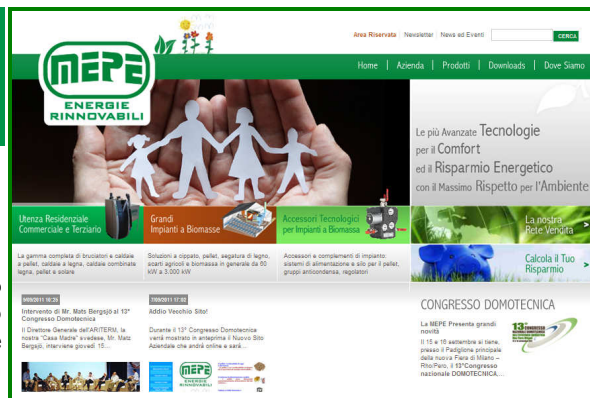 Area Riservata | Newsletter | News ed Eventi
CERCA
MEPE
ENERGIE
RINNOVABILI
Home | Azienda | Prodotti | Downloads | Dove Siamo
Le più Avanzate Tecnologie
per il Comfort
ed il Risparmio Energetico
con il Massimo Rispetto per l'Ambiente
Utenza Residenziale
Commerciale e Terziario
Grandi
Impianti a Biomasse
Accessori Tecnologici
per Impianti a Biomasse
La nostra
Rete Vendita
>
Calcola il Tuo
Risparmio
>
La gamma completa di bruciatori e caldaie
a pellet, caldaie a legna, caldaie combinate
legna, pellet e solare
Soluzioni a cippato, pellet, segatura di legno,
scarti agricoli e biomassa in generale da 60
kW a 3.000 kW
Accessori e complementi di impianto:
sistemi di alimentazione e silo per il pellet,
gruppi anticondensa, regolatori
Intervento di Mr. Mats Bergsjö al 13°
Congresso Domotecnica
Il Direttore Generale dell'ARITERM, la
nostra "Casa Madre" svedese, Mr. Mats
Bergsjö, interviene giovedì 15...
Addio Vecchio Sito!
Durante il 13° Congresso Domotecnica
verrà mostrato in anteprima il Nuovo Sito
Aziendale che andrà online e sarà...
MEPE
CONGRESSO DOMOTECNICA
La MEPE Presenta grandi
novità
Il 15 e 16 settembre si tiene,
presso il Padiglione principale
della nuova Fiera di Milano –
Rho/Pero, il 13°Congresso
nazionale DOMOTECNICA,...
13°